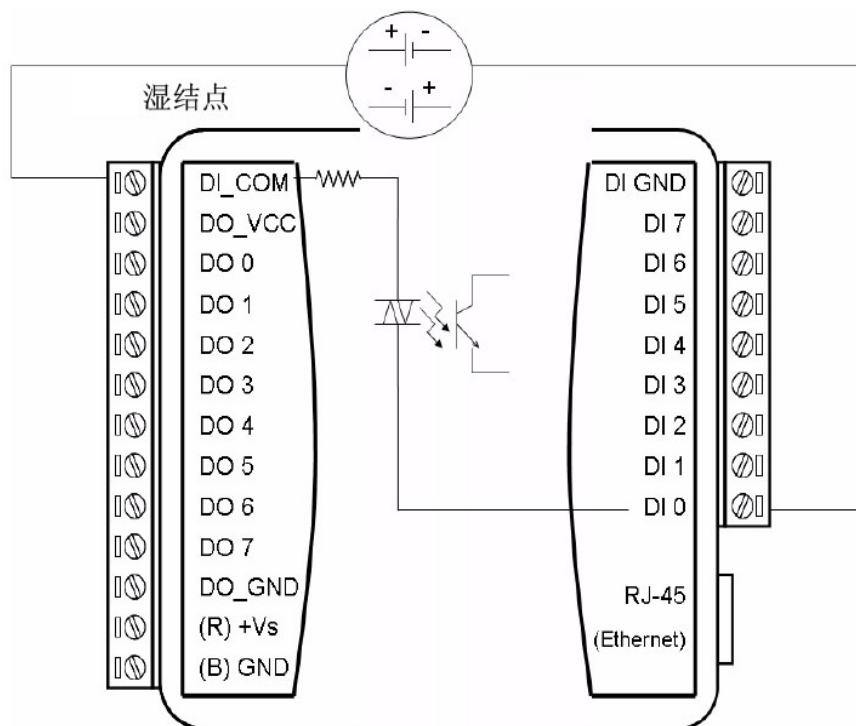 + -
- +
湿结点
DI_COM
DO_VCC
DO 0
DO 1
DO 2
DO 3
DO 4
DO 5
DO 6
DO 7
DO_GND
(R) +Vs
(B) GND
DI GND
DI 7
DI 6
DI 5
DI 4
DI 3
DI 2
DI 1
DI 0
RJ-45
(Ethernet)